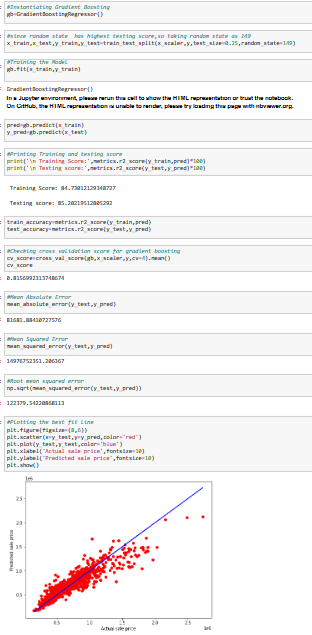 #Instantiating Gradient Boosting
gb=GradientBoostingRegressor()
#since random state has highest testing score,so taking random state as 149
x_train,x_test,y_train,y_test=train_test_split(x_scaler,y,test_size=0.25,random_state=149)
#Training the Model
gb.fit(x_train,y_train)
GradientBoostingRegressor()
In a Jupyter environment, please rerun this cell to show the HTML representation or trust the notebook.
On GitHub, the HTML representation is unable to render, please try loading this page with nbviewer.org.
pred=gb.predict(x_train)
y_pred=gb.predict(x_test)
#Printing Training and testing score
print('\n Training Score:',metrics.r2_score(y_train,pred)*100)
print('\n Testing score:',metrics.r2_score(y_test,y_pred)*100)
Training Score: 84.73012129348727
Testing score: 85.20219512805292
train_accuracy=metrics.r2_score(y_train,pred)
test_accuracy=metrics.r2_score(y_test,y_pred)
#Checking cross validation score for gradient boosting
cv_score=cross_val_score(gb,x_scaler,y,cv=4).mean()
cv_score
0.8156992313748674
#Mean Absolute Error
mean_absolute_error(y_test,y_pred)
81681.88410727576
#Mean Squared Error
mean_squared_error(y_test,y_pred)
14976752351.206367
#Root mean squared error
np.sqrt(mean_squared_error(y_test,y_pred))
122379.54220868113
#Plotting the best fit line
plt.figure(figsize=(8,6))
plt.scatter(x=y_test,y=y_pred,color='red')
plt.plot(y_test,y_test,color='blue')
plt.xlabel('Actual sale price',fontsize=10)
plt.ylabel('Predicted sale price',fontsize=10)
plt.show()
1e6
2.5
2.0
1.5
1.0
0.5
Predicted sale price
0.5 1.0 1.5 2.0 2.5
Actual sale price 1e6